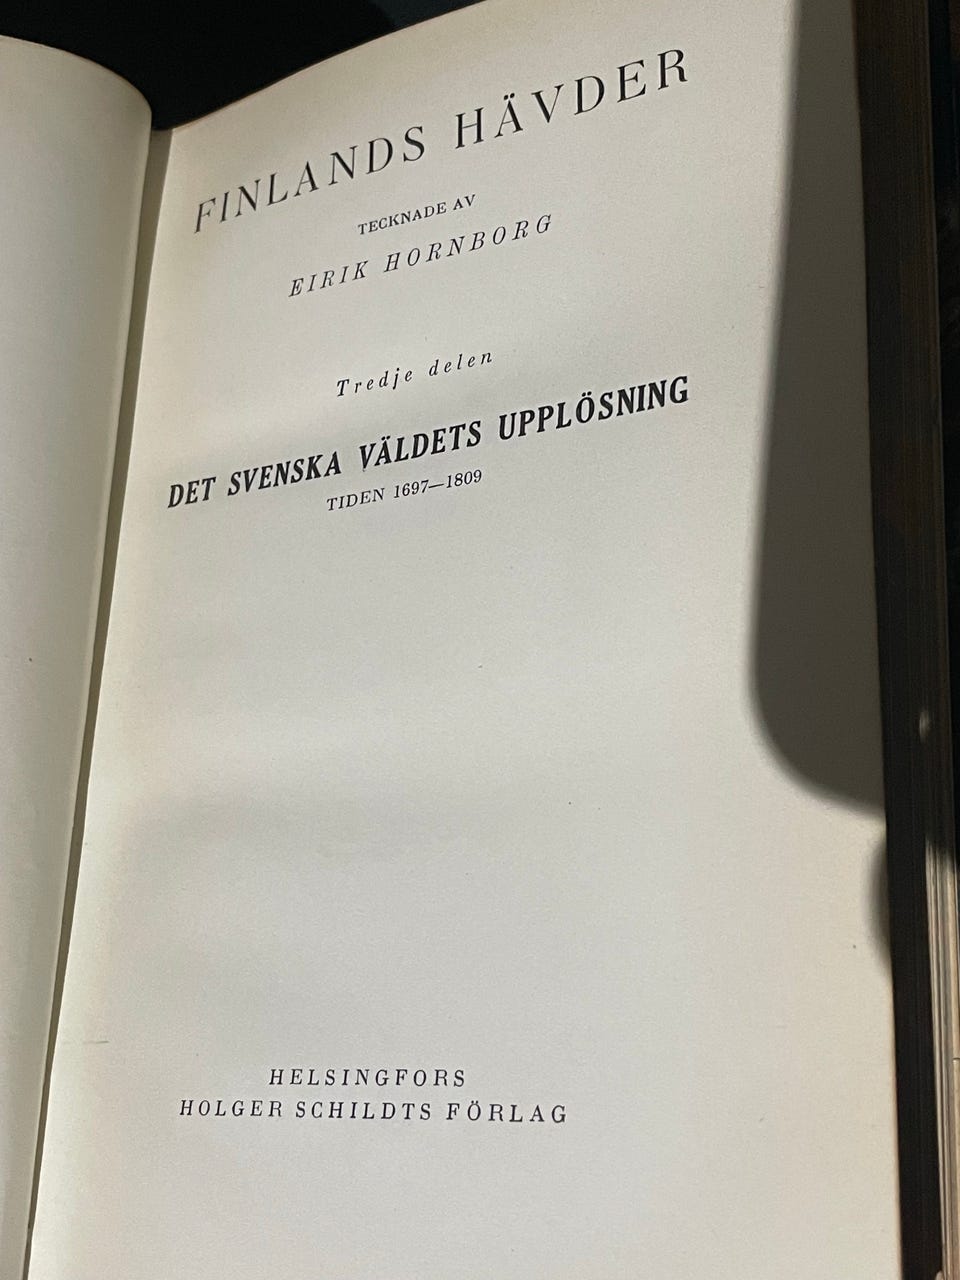 FINLANDS HÄVDER
TECKNADE AV
EIRIK HORNBORG
Tredje delen
DET SVENSKA VÄLDETS UPPLÖSNING
TIDEN 1697—1809
HELSINGFORS
HOLGER SCHILDTS FÖRLAG